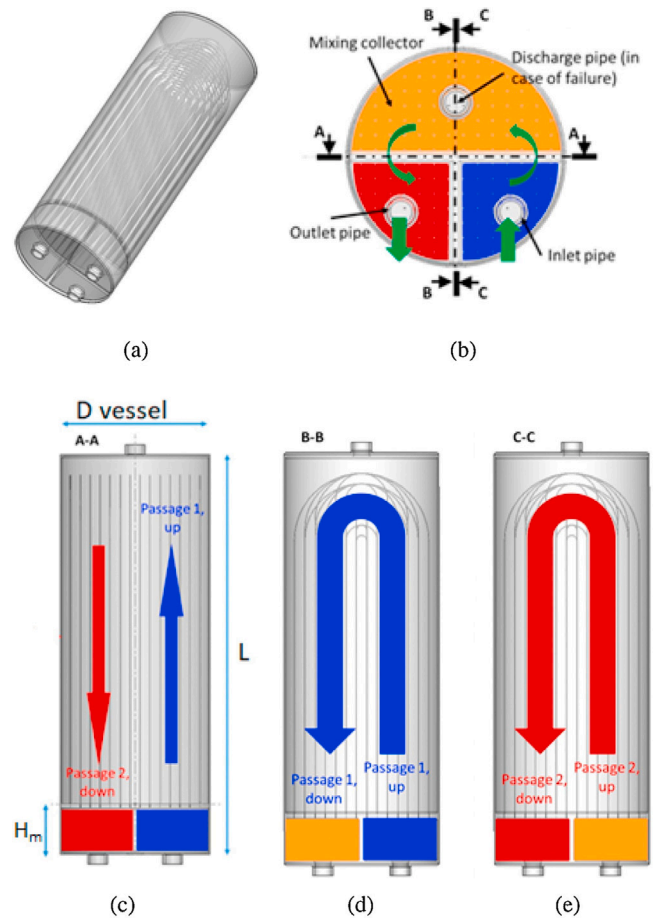 B C
Mixing collector
Discharge pipe (in
case of failure)
A A
Outlet pipe
Inlet pipe
B C
(a) (b)
D vessel
A-A
Passage 1,
up
L
Passage 2,
down
Hm
(c)
B-B
Passage 1,
down
Passage 1,
up
(d)
C-C
Passage 2,
down
Passage 2,
up
(e)